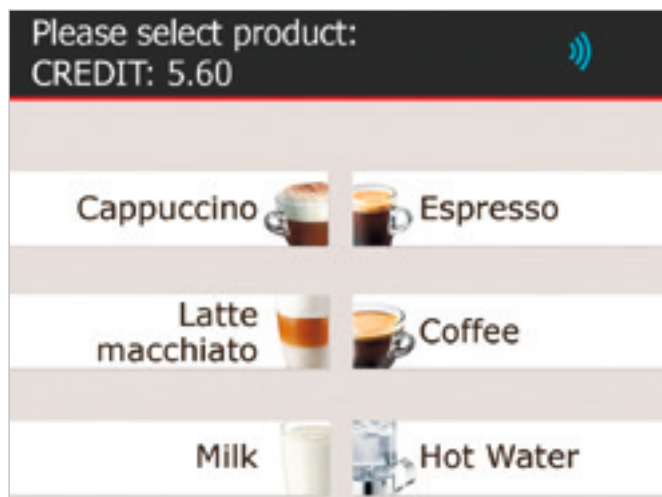 Please select product:
CREDIT: 5.60
Cappuccino
Espresso
Latte
macchiato
Coffee
Milk
Hot Water